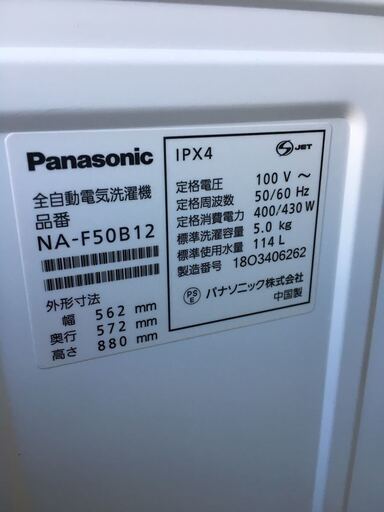 Panasonic
全自動電気洗濯機
品番
NA-F50B12
外形寸法
幅 562 mm
奥行 572 mm
高さ 880 mm
IPX4
S JET
定格電圧 100 V ~
定格周波数 50/60 Hz
定格消費電力 400/430 W
標準洗濯容量 5.0 kg
標準使用水量 114 L
製造番号 18O3406262
PS E パナソニック株式会社
中国製